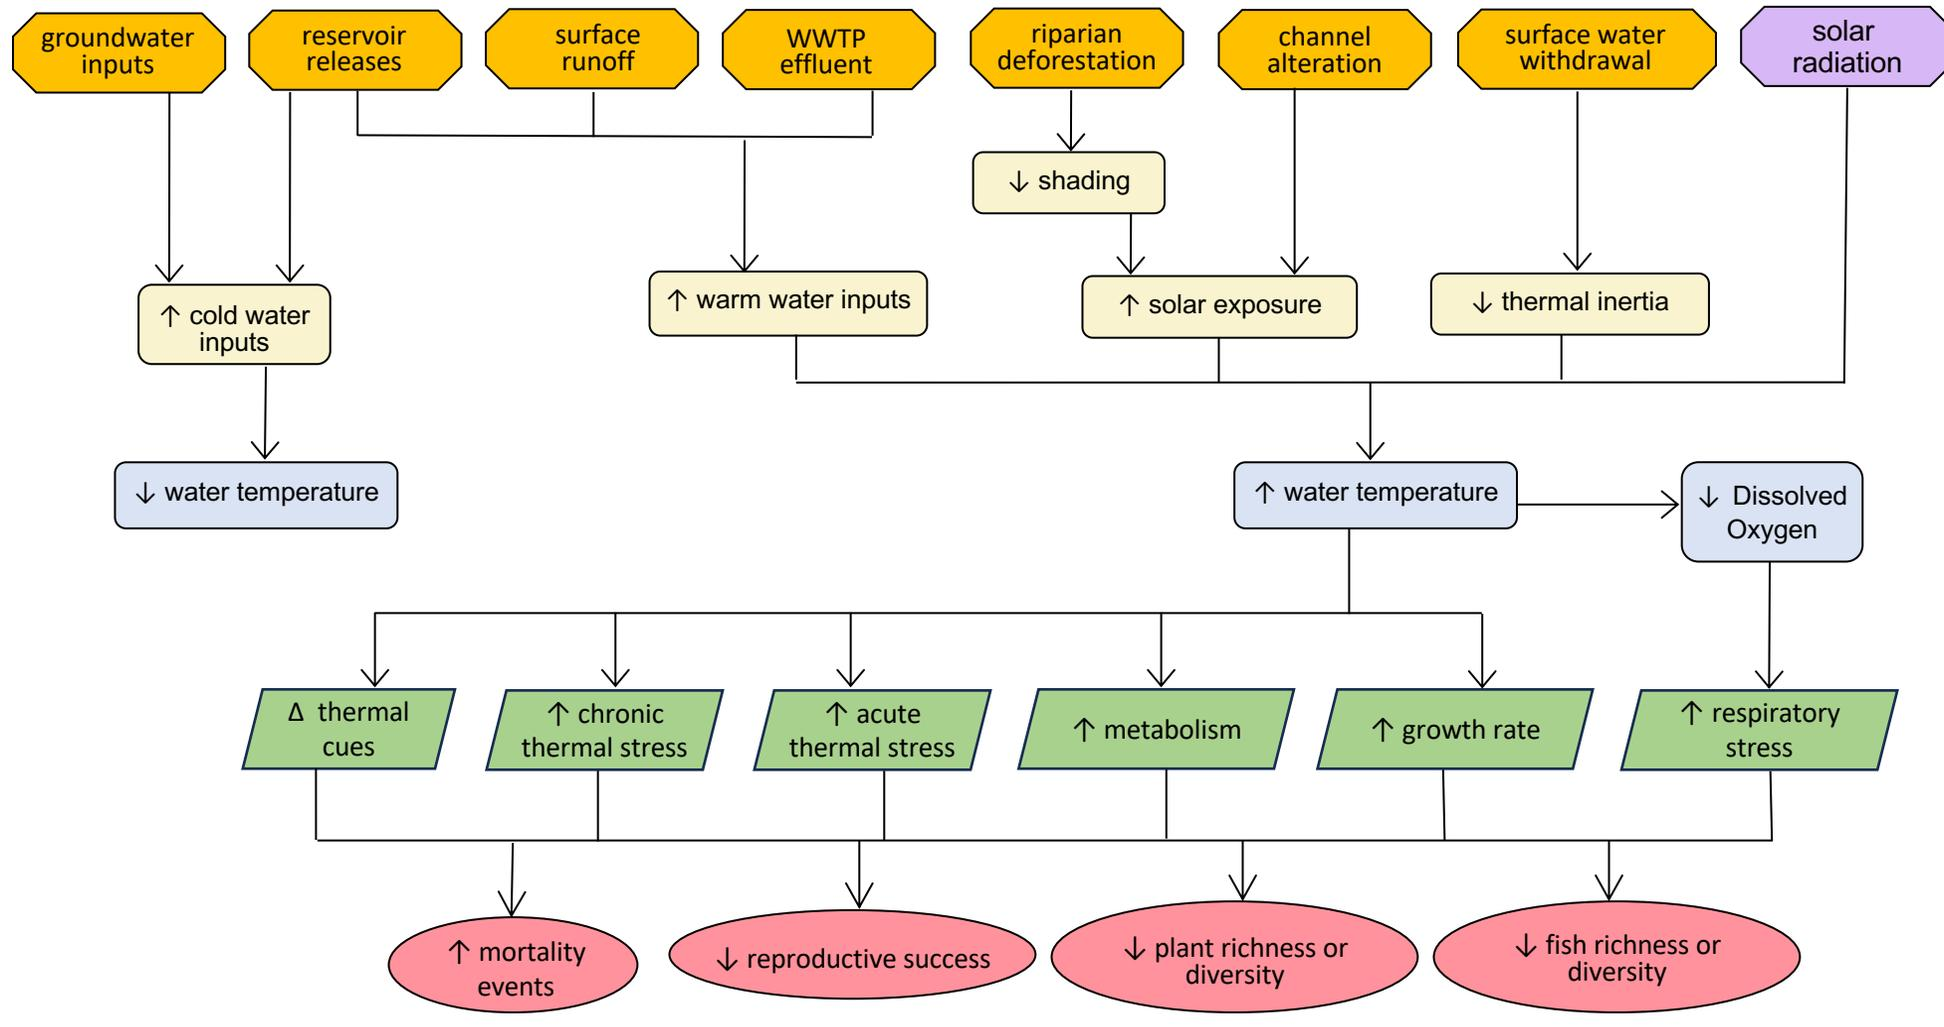 groundwater
inputs
reservoir
releases
surface
runoff
WWTP
effluent
riparian
deforestation
channel
alteration
surface water
withdrawal
solar
radiation
↓ shading
↑ cold water
inputs
↑ warm water inputs
↑ solar exposure
↓ thermal inertia
↓ water temperature
↑ water temperature
↓ Dissolved
Oxygen
Δ thermal
cues
↑ chronic
thermal stress
↑ acute
thermal stress
↑ metabolism
↑ growth rate
↑ respiratory
stress
↑ mortality
events
↓ reproductive success
↓ plant richness or
diversity
↓ fish richness or
diversity